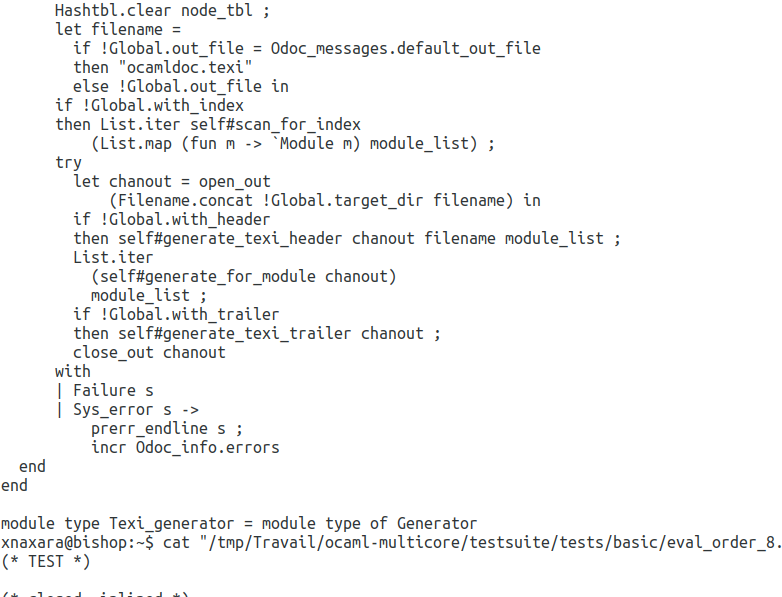 Hashtbl.clear node_tbl ;
let filename =
if !Global.out_file = Odoc_messages.default_out_file
then "ocamldoc.texi"
else !Global.out_file in
if !Global.with_index
then List.iter self#scan_for_index
(List.map (fun m -> `Module m) module_list) ;
try
let chanout = open_out
(Filename.concat !Global.target_dir filename) in
if !Global.with_header
then self#generate_texi_header chanout filename module_list ;
List.iter
(self#generate_for_module chanout)
module_list ;
if !Global.with_trailer
then self#generate_texi_trailer chanout ;
close_out chanout
with
| Failure s
| Sys_error s ->
prerr_endline s ;
incr Odoc_info.errors
end
end
module type Texi_generator = module type of Generator
xnaxara@bishop:~$ cat "/tmp/Travail/ocaml-multicore/testsuite/tests/basic/eval_order_8.
(* TEST *)